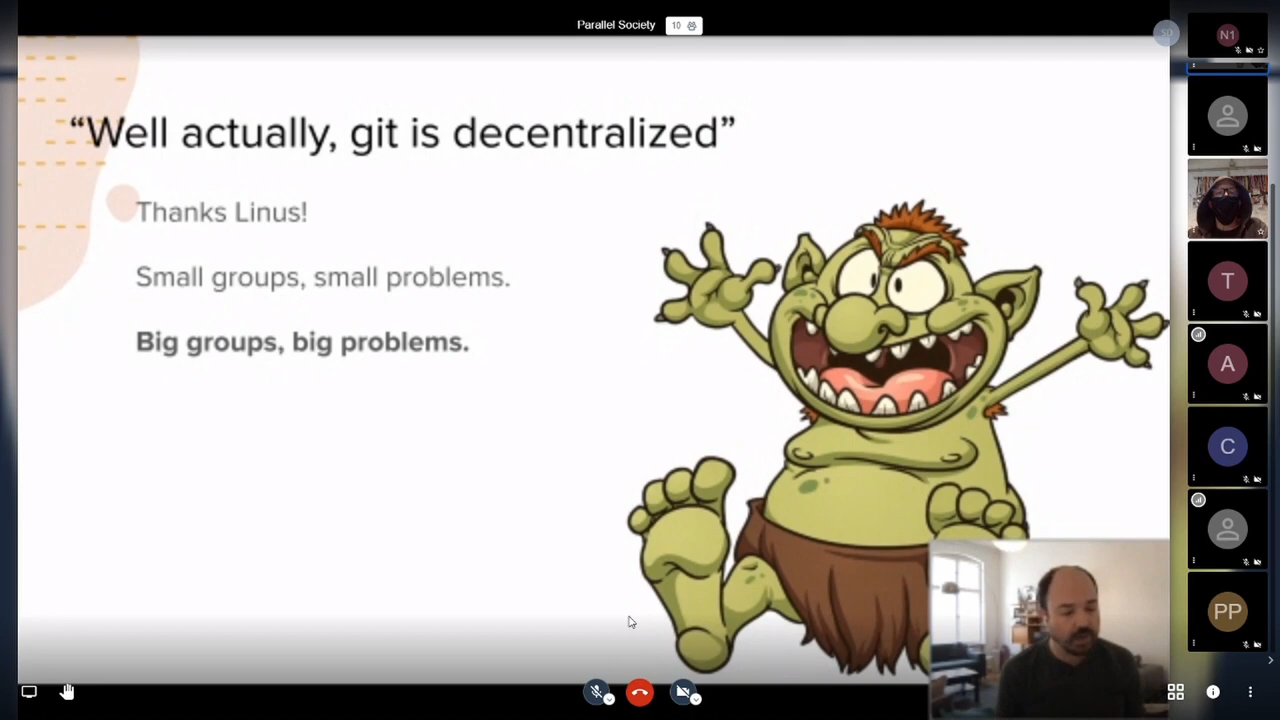 Parallel Society
10
SD
N1
“Well actually, git is decentralized”
Thanks Linus!
Small groups, small problems.
Big groups, big problems.
T
A
C
PP